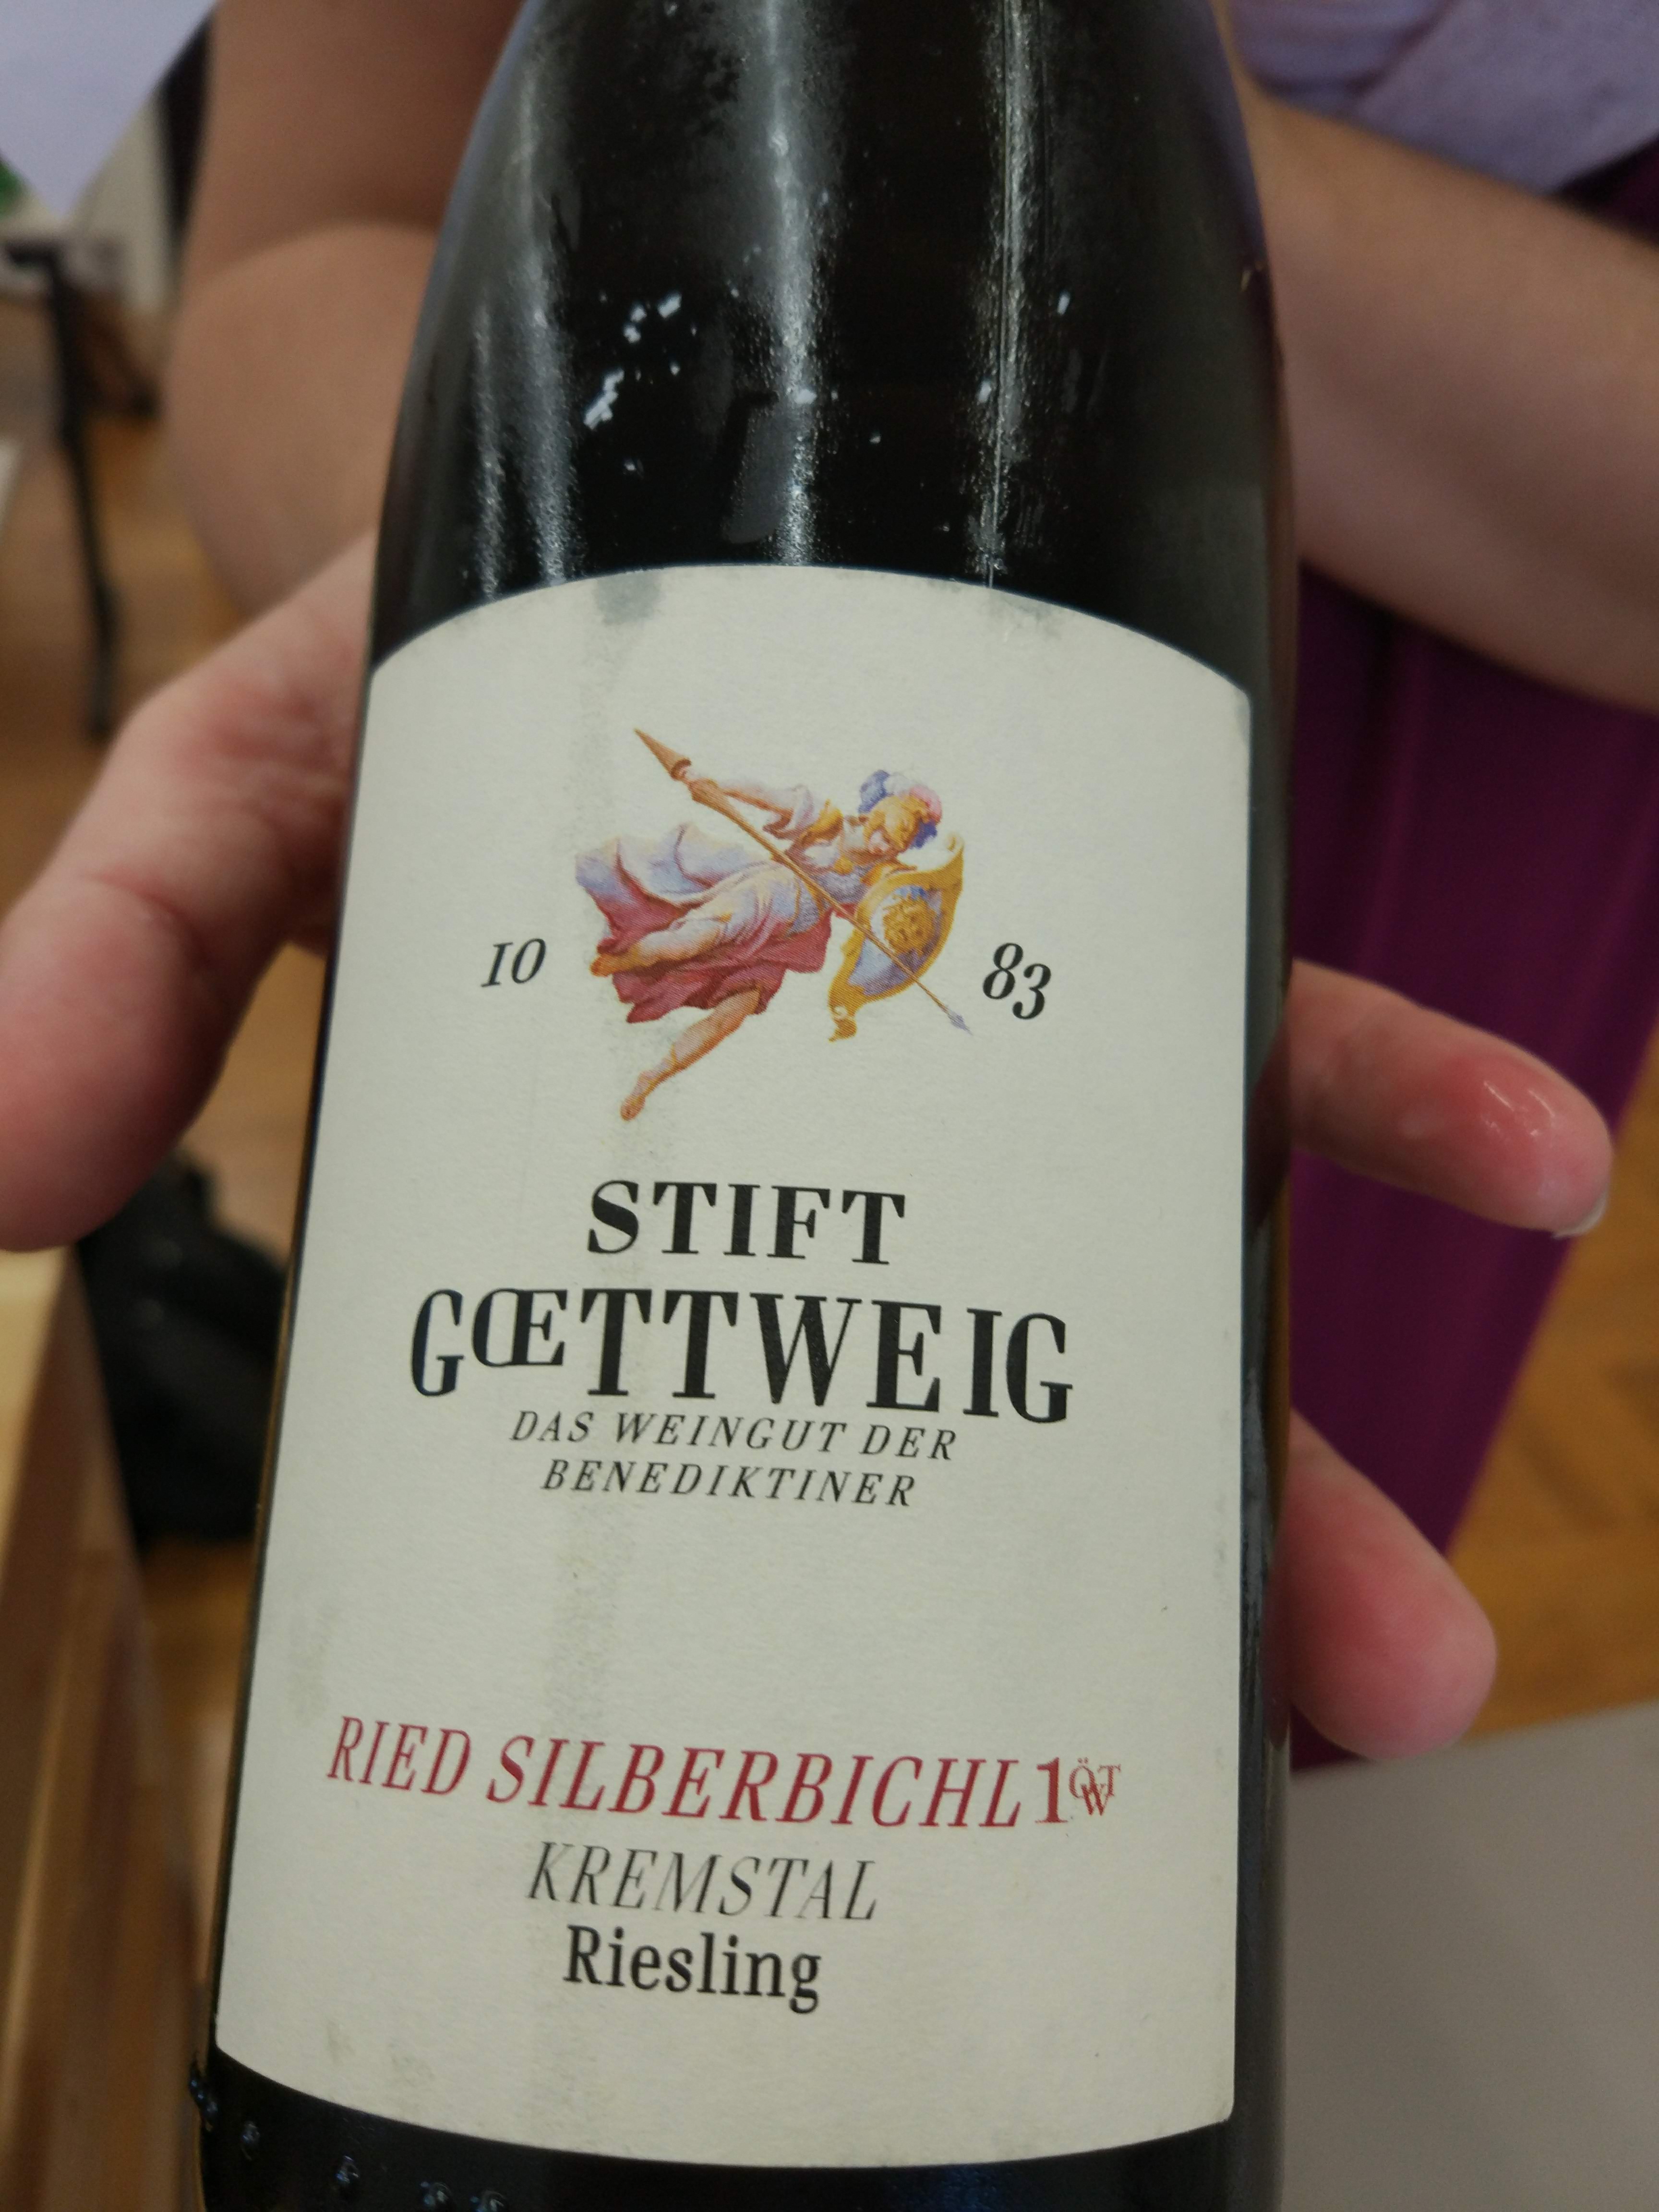 10 83
STIFT
GŒTTWEIG
DAS WEINGUT DER
BENEDIKTINER
RIED SILBERBICHL 1ÖTW
KREMSTAL
Riesling